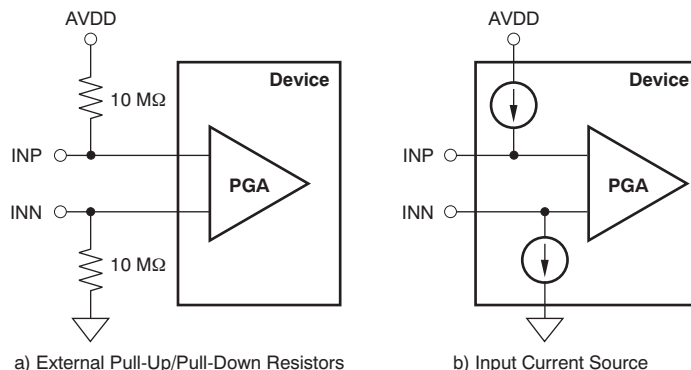 AVDD
Device
10 MΩ
INP
PGA
INN
10 MΩ
a) External Pull-Up/Pull-Down Resistors
AVDD
Device
INP
PGA
INN
b) Input Current Source